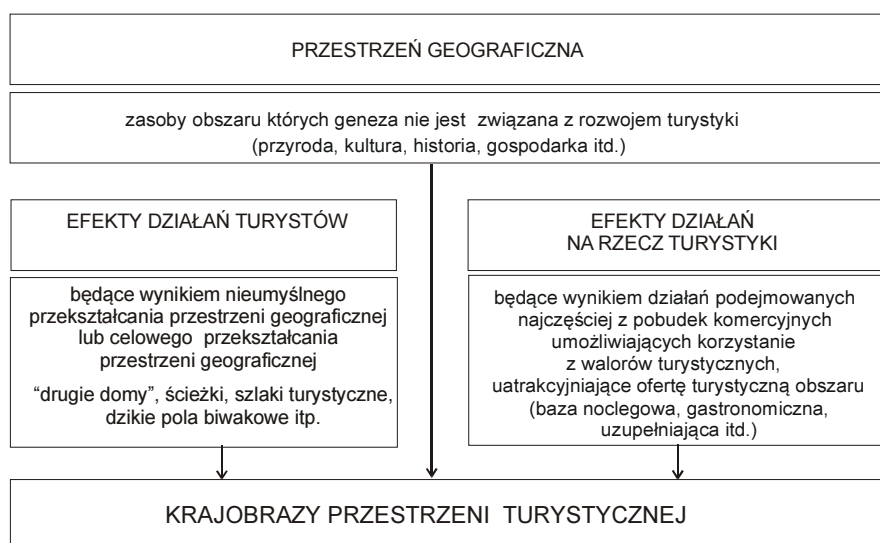 PRZESTRZEŃ GEOGRAFICZNA
zasoby obszaru których geneza nie jest związana z rozwojem turystyki
(przyroda, kultura, historia, gospodarka itd.)
EFEKTY DZIAŁAŃ TURYSTÓW
będące wynikiem nieumyślnego
przekształcania przestrzeni geograficznej
lub celowego przekształcania
przestrzeni geograficznej
“drugie domy”, ścieżki, szlaki turystyczne,
dzikie pola biwakowe itp.
EFEKTY DZIAŁAŃ
NA RZECZ TURYSTYKI
będące wynikiem działań podejmowanych
najczęściej z pobudek komercyjnych
umożliwiających korzystanie
z walorów turystycznych,
uatrakcyjniające ofertę turystyczną obszaru
(baza noclegowa, gastronomiczna,
uzupełniająca itd.)
KRAJOBRAZY PRZESTRZENI TURYSTYCZNEJ